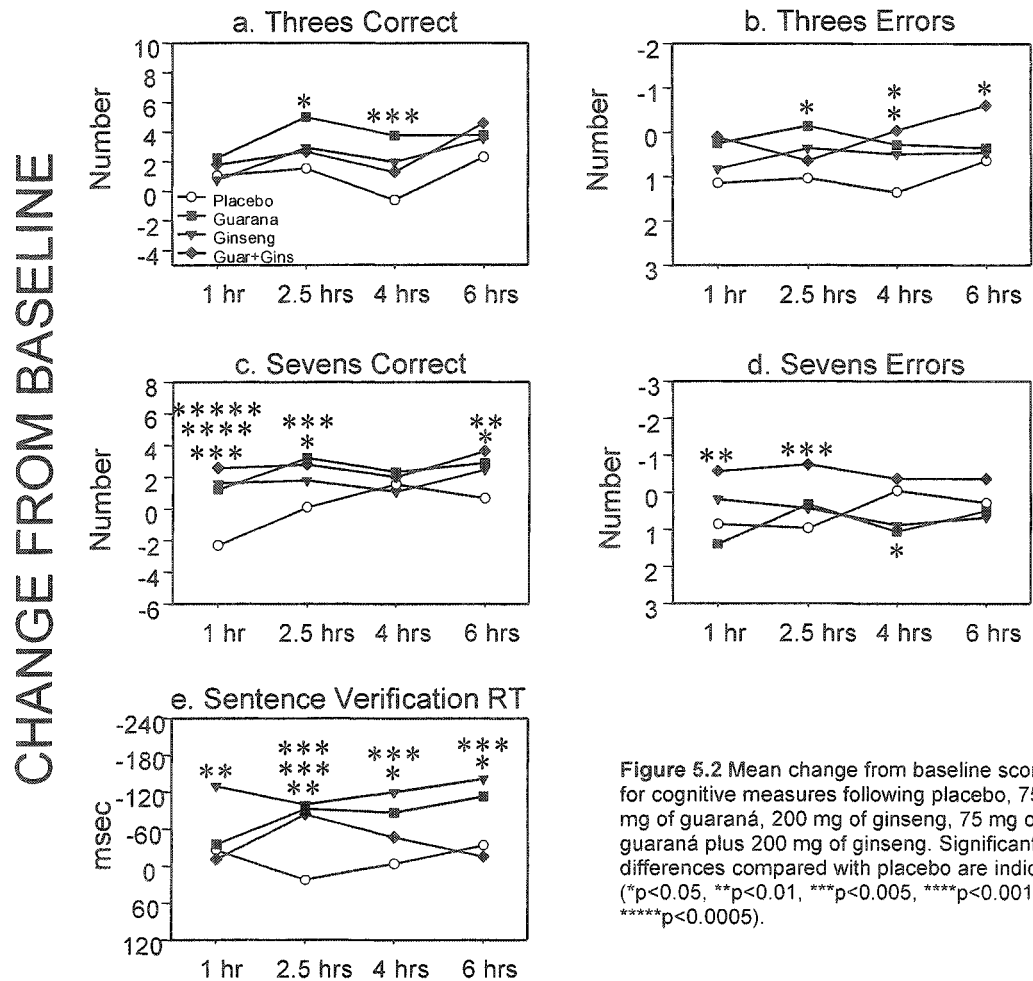 CHANGE FROM BASELINE
a. Threes Correct
Number
10
8
6
4
2
0
-2
-4
*
***
Placebo
Guarana
Ginseng
Guar+Gins
1 hr 2.5 hrs 4 hrs 6 hrs
b. Threes Errors
Number
-2
-1
0
1
2
3
*
*
*
*
1 hr 2.5 hrs 4 hrs 6 hrs
c. Sevens Correct
Number
8
6
4
2
0
-2
-4
-6
*****
****
***
***
*
**
*
1 hr 2.5 hrs 4 hrs 6 hrs
d. Sevens Errors
Number
-3
-2
-1
0
1
2
3
**
***
*
1 hr 2.5 hrs 4 hrs 6 hrs
e. Sentence Verification RT
msec
-240
-180
-120
-60
0
60
120
**
***
***
**
***
*
***
*
1 hr 2.5 hrs 4 hrs 6 hrs
Figure 5.2 Mean change from baseline scor
for cognitive measures following placebo, 75
mg of guaraná, 200 mg of ginseng, 75 mg o
guaraná plus 200 mg of ginseng. Significant
differences compared with placebo are indic
(*p<0.05, **p<0.01, ***p<0.005, ****p<0.001
*****p<0.0005).